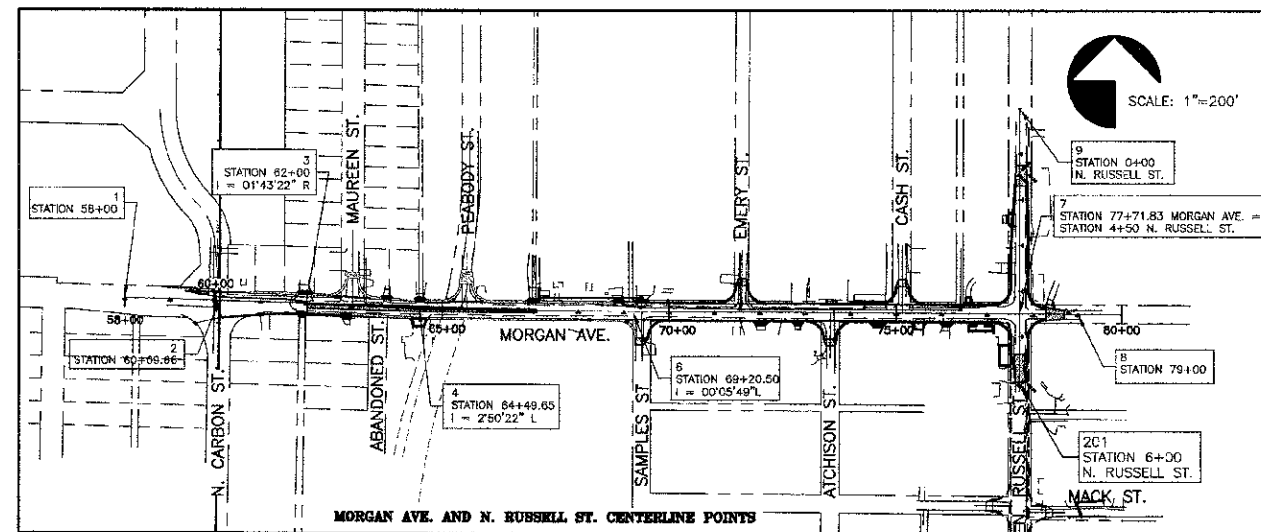 SCALE: 1"=200'
9
STATION 0+00
N. RUSSELL ST.
3
STATION 62+00
I = 01°43'22" R
1
STATION 58+00
MAUREEN ST.
PEABODY ST.
EMERY ST.
CASH ST.
7
STATION 77+71.83 MORGAN AVE. =
STATION 4+50 N. RUSSELL ST.
60+00
58+00
65+00
MORGAN AVE.
70+00
75+00
80+00
2
STATION 60+09.86
8
STATION 79+00
6
STATION 69+20.50
I = 00°05'49"L
4
STATION 64+49.65
I = 2°50'22" L
N. CARBON ST.
ABANDONED ST.
SAMPLES ST.
ATCHISON ST.
RUSSELL ST.
201
STATION 6+00
N. RUSSELL ST.
MACK ST.
MORGAN AVE. AND N. RUSSELL ST. CENTERLINE POINTS